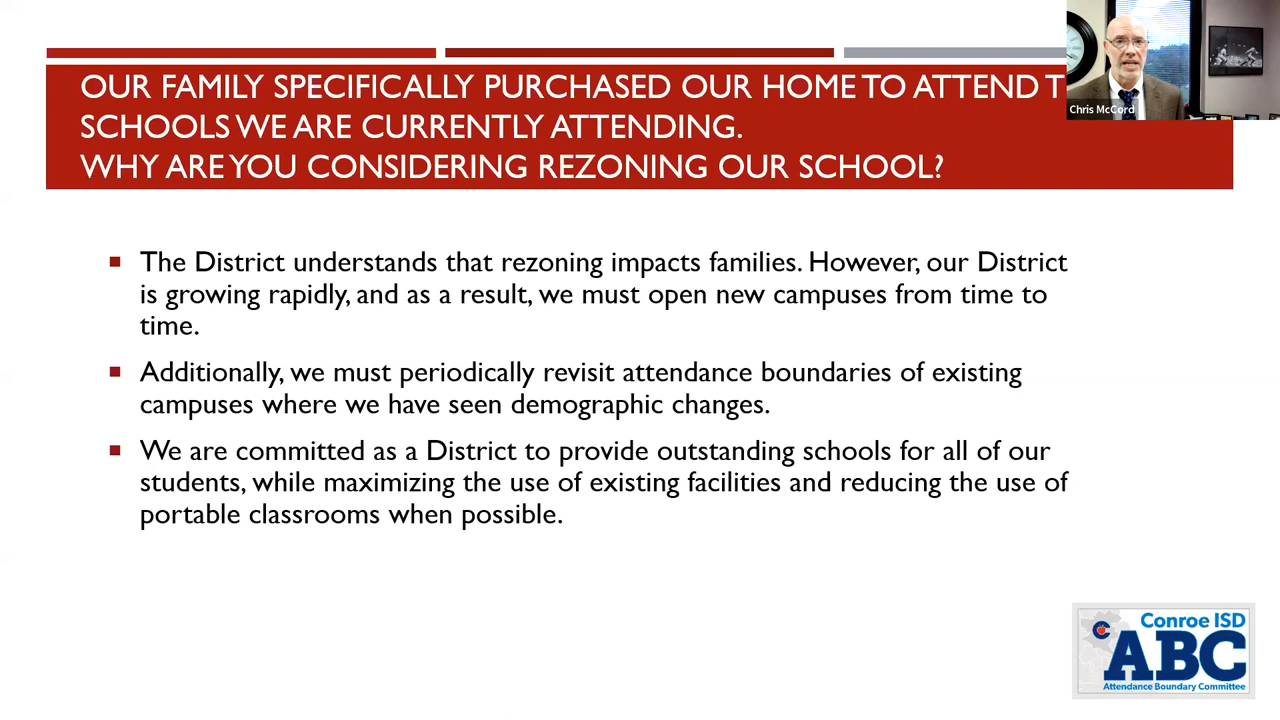 OUR FAMILY SPECIFICALLY PURCHASED OUR HOME TO ATTEND T
SCHOOLS WE ARE CURRENTLY ATTENDING.
WHY ARE YOU CONSIDERING REZONING OUR SCHOOL?
Chris McCord
The District understands that rezoning impacts families. However, our District
is growing rapidly, and as a result, we must open new campuses from time to
time.
Additionally, we must periodically revisit attendance boundaries of existing
campuses where we have seen demographic changes.
We are committed as a District to provide outstanding schools for all of our
students, while maximizing the use of existing facilities and reducing the use of
portable classrooms when possible.
Conroe ISD
ABC
Attendance Boundary Committee